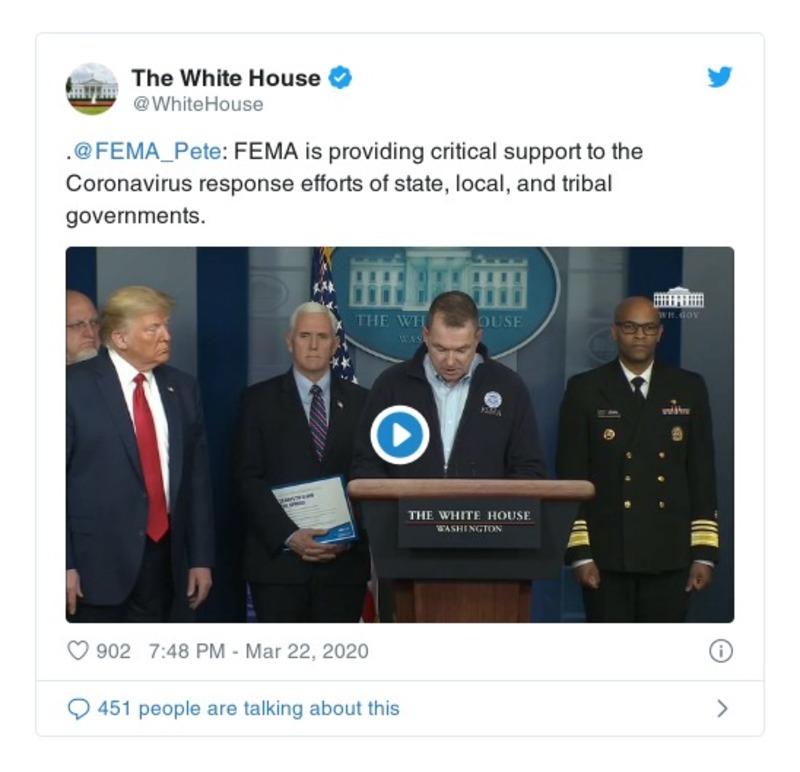 The White House
@WhiteHouse
.@FEMA_Pete: FEMA is providing critical support to the
Coronavirus response efforts of state, local, and tribal
governments.
THE WH OUSE
WAS
WH.GOV
FEMA
THE WHITE HOUSE
WASHINGTON
902 7:48 PM - Mar 22, 2020
451 people are talking about this